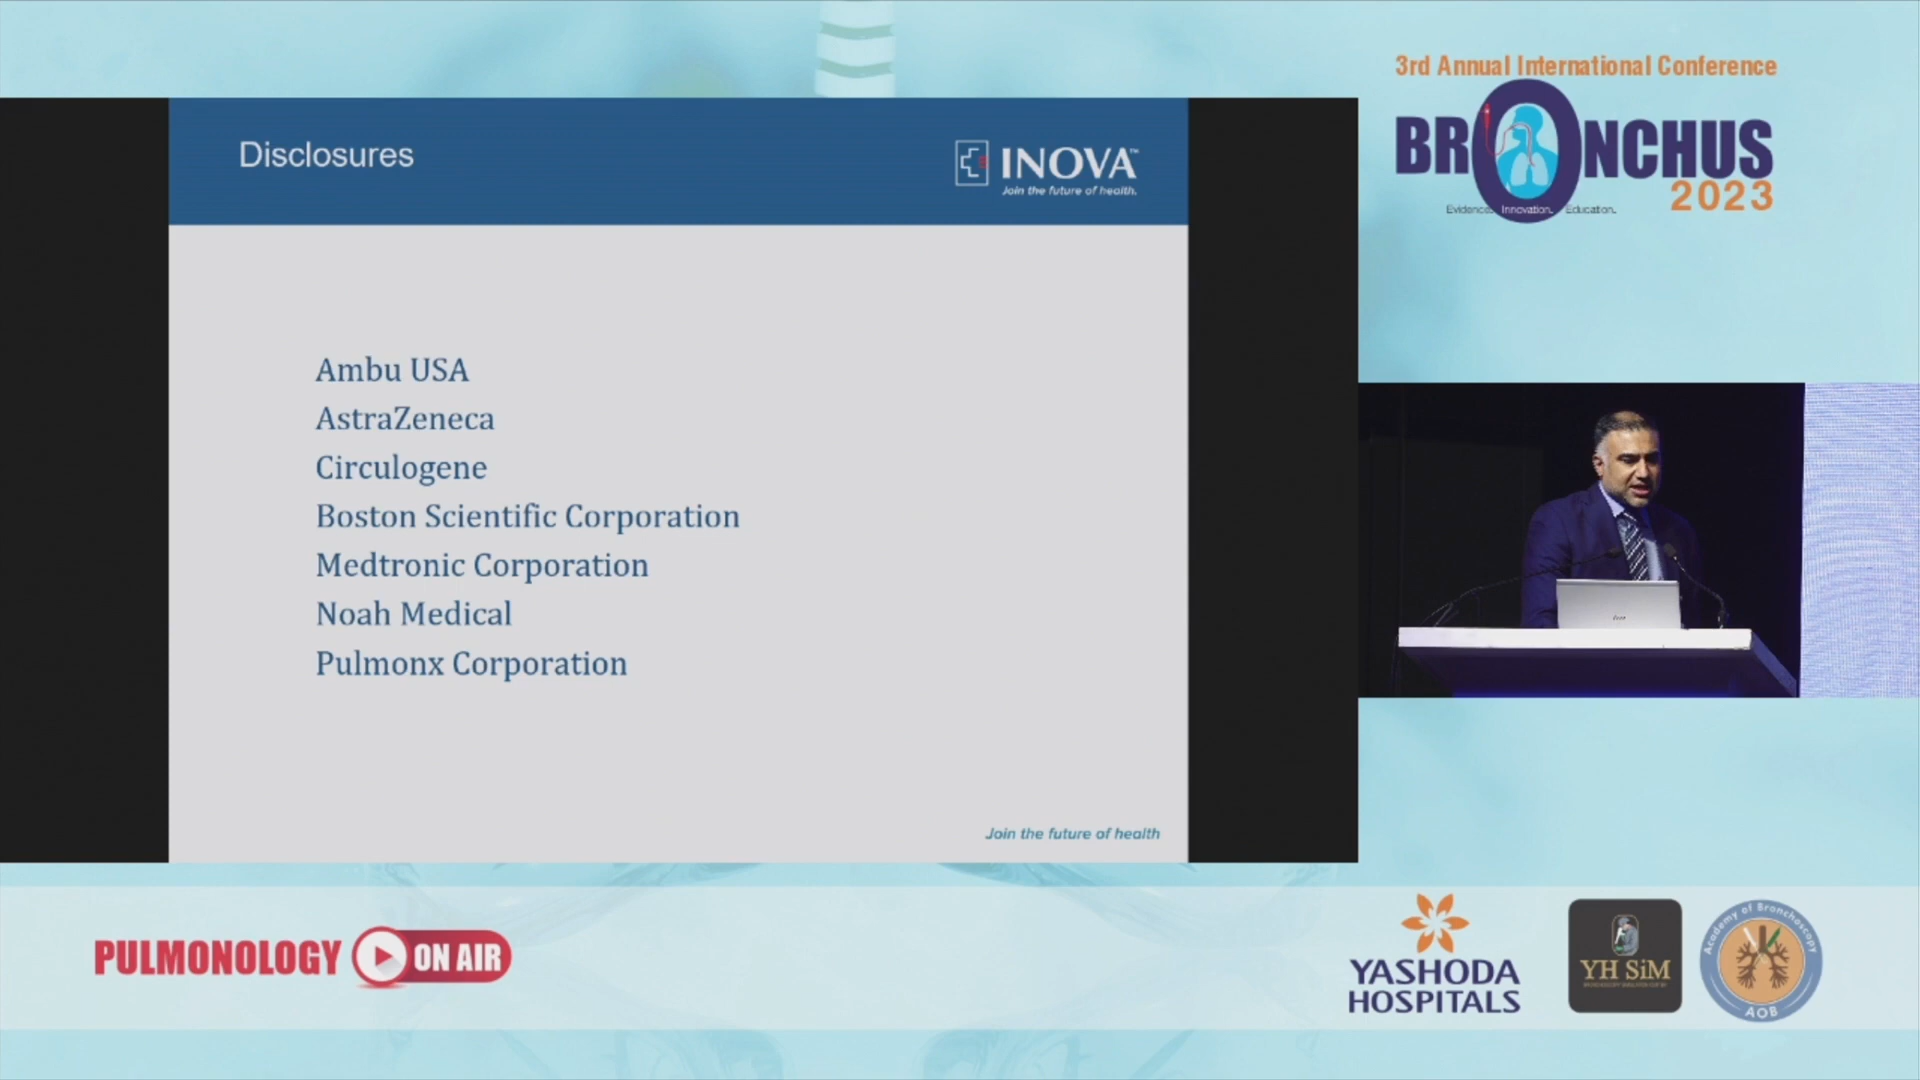 3rd Annual International Conference
BRONCHUS
2023
Evidence. Innovation. Education.
Disclosures
INOVA™
Join the future of health.
Ambu USA
AstraZeneca
Circulogene
Boston Scientific Corporation
Medtronic Corporation
Noah Medical
Pulmonx Corporation
Join the future of health
PULMONOLOGY ON AIR
YASHODA
HOSPITALS
YH SiM
Academy of Bronchoscopy
AOB